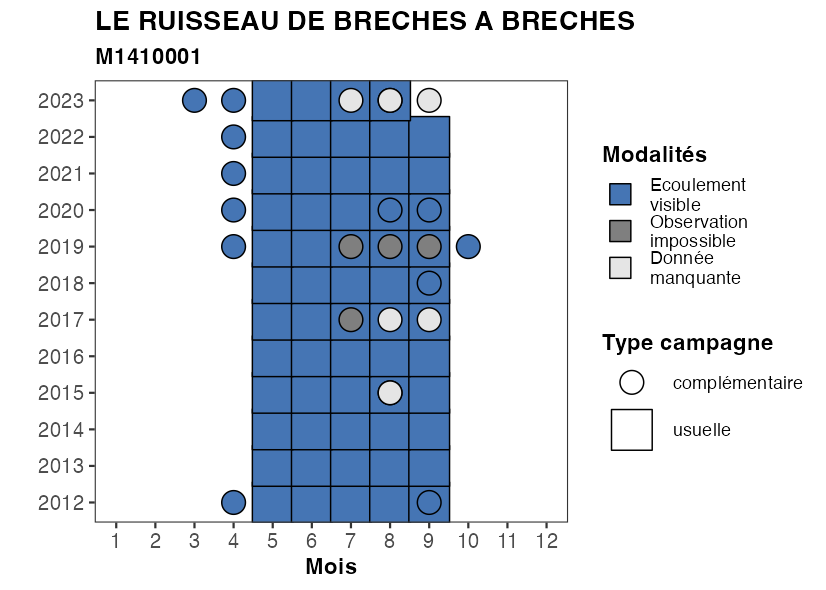 LE RUISSEAU DE BRECHES A BRECHES
M1410001
2023
2022
2021
2020
2019
2018
2017
2016
2015
2014
2013
2012
1 2 3 4 5 6 7 8 9 10 11 12
Mois
Modalités
Ecoulement
visible
Observation
impossible
Donnée
manquante
Type campagne
complémentaire
usuelle